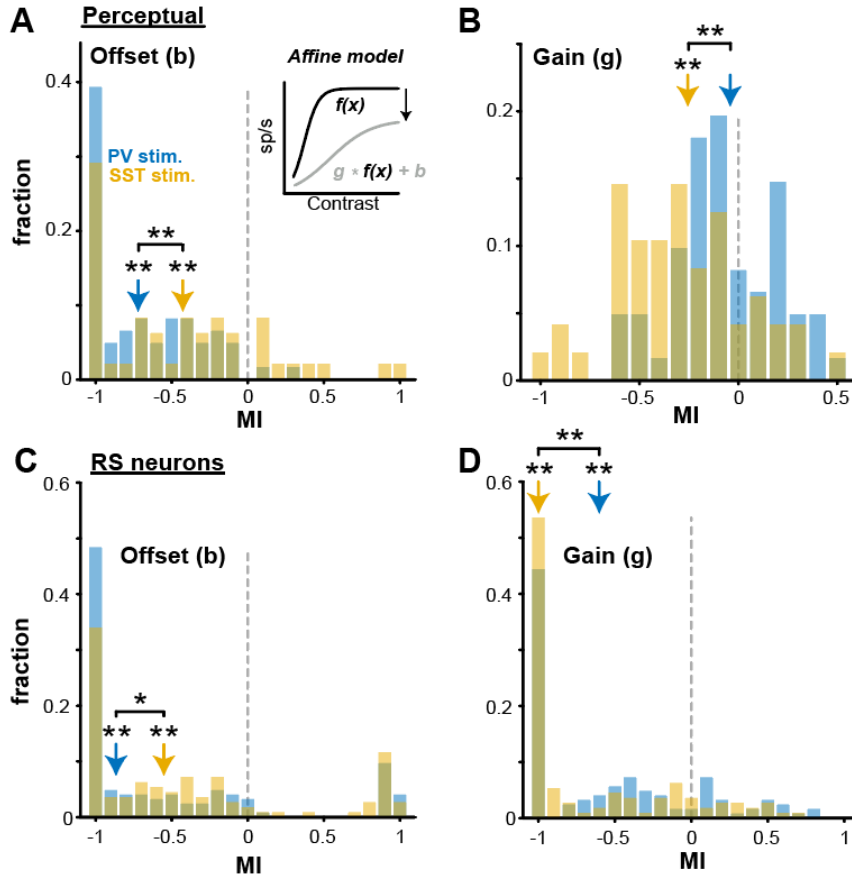 A
Perceptual
Offset (b)
Affine model
f(x)
g * f(x) + b
sp/s
Contrast
PV stim.
SST stim.
**
** **
fraction
0.4
0.2
0
-1 -0.5 0 0.5 1
MI
B
Gain (g)
**
**
0.2
0.1
0
-1 -0.5 0 0.5
MI
C
RS neurons
Offset (b)
*
** **
fraction
0.6
0.4
0.2
0
-1 -0.5 0 0.5 1
MI
D
**
** **
Gain (g)
0.6
0.4
0.2
0
-1 -0.5 0 0.5 1
MI